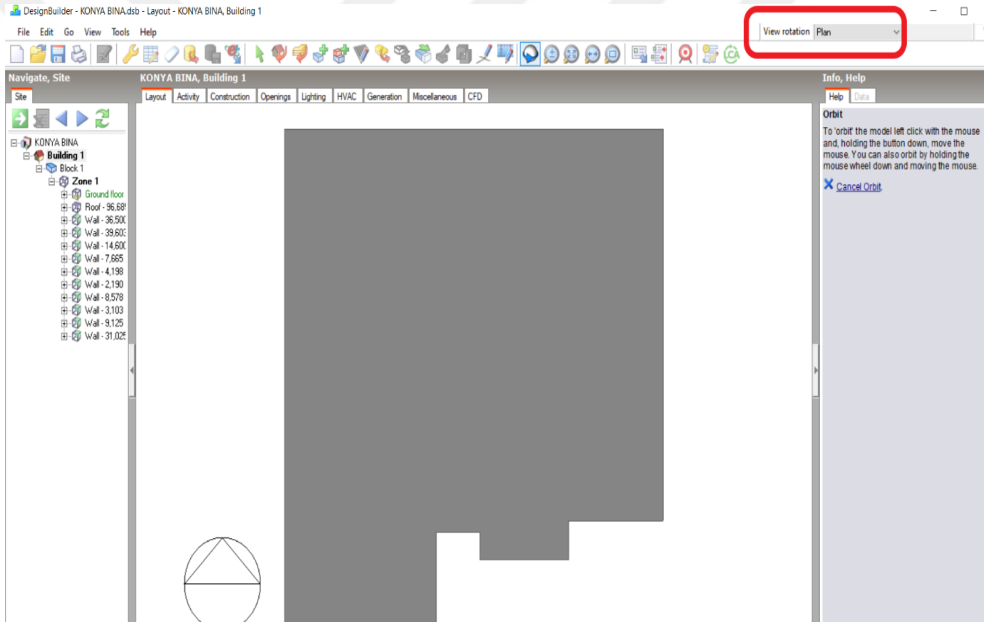 DesignBuilder - KONYA BINA.dsb - Layout - KONYA BINA, Building 1
File Edit Go View Tools Help
View rotation Plan
Navigate, Site
Site
KONYA BINA
Building 1
Block 1
Zone 1
Ground floor
Roof - 96,68
Wall - 36,500
Wall - 39,603
Wall - 14,600
Wall - 7,665
Wall - 4,198
Wall - 2,190
Wall - 8,578
Wall - 3,103
Wall - 9,125
Wall - 31,025
KONYA BINA, Building 1
Layout Activity Construction Openings Lighting HVAC Generation Miscellaneous CFD
Info, Help
Help Data
Orbit
To 'orbit' the model left click with the mouse
and, holding the button down, move the
mouse. You can also orbit by holding the
mouse wheel down and moving the mouse.
Cancel Orbit